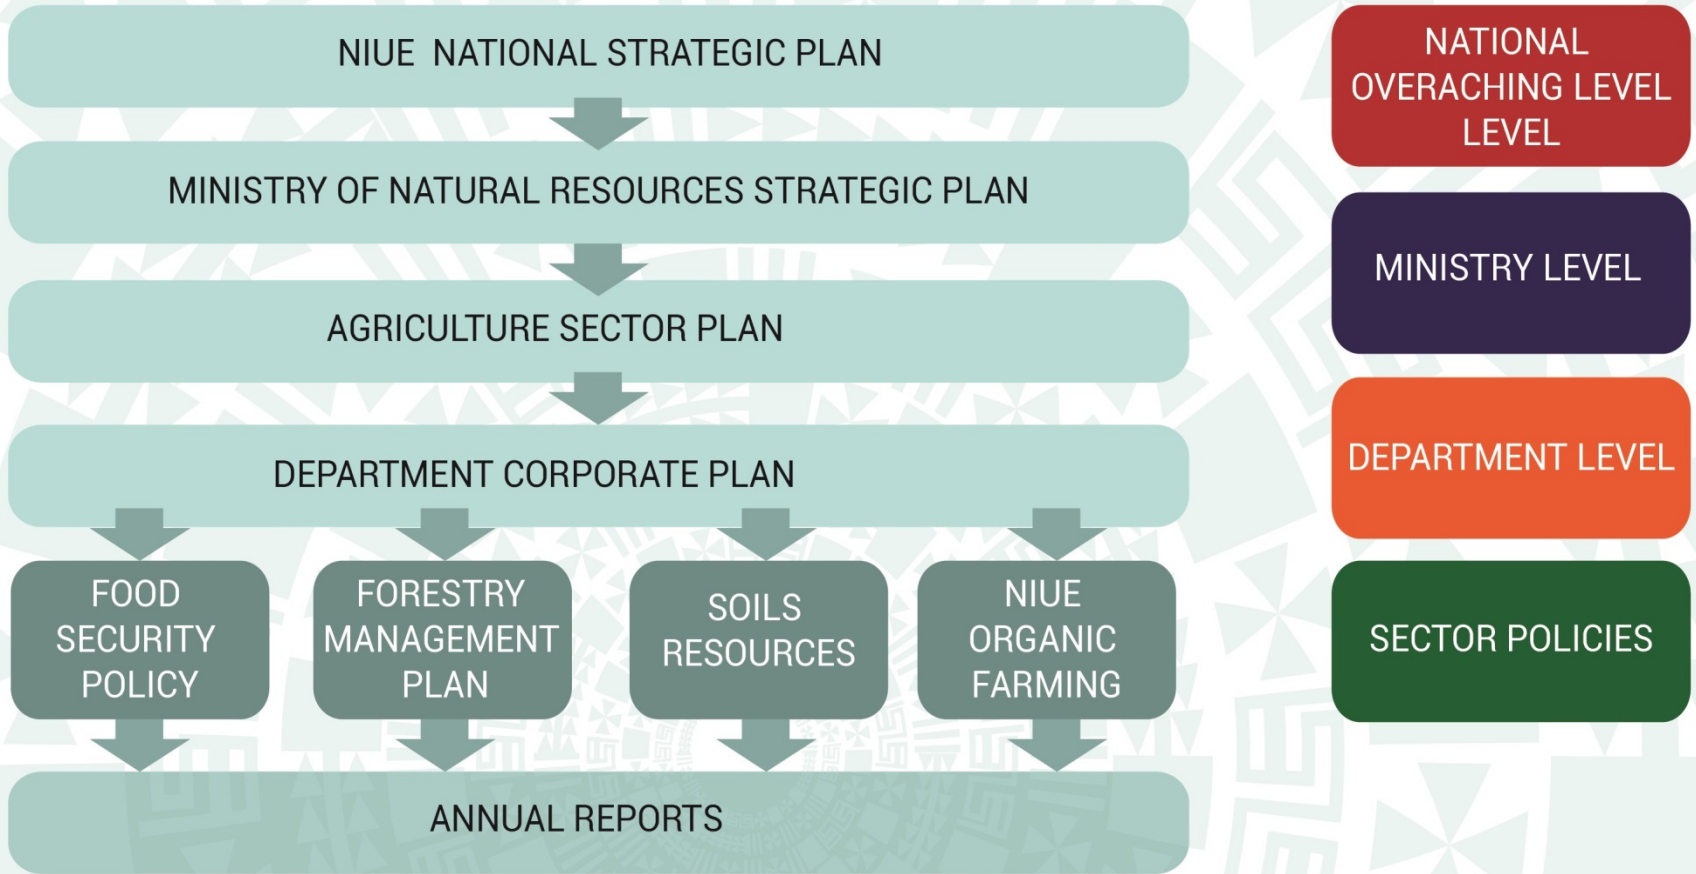 NIUE NATIONAL STRATEGIC PLAN
MINISTRY OF NATURAL RESOURCES STRATEGIC PLAN
AGRICULTURE SECTOR PLAN
DEPARTMENT CORPORATE PLAN
FOOD
SECURITY
POLICY
FORESTRY
MANAGEMENT
PLAN
SOILS
RESOURCES
NIUE
ORGANIC
FARMING
ANNUAL REPORTS
NATIONAL
OVERACHING LEVEL
LEVEL
MINISTRY LEVEL
DEPARTMENT LEVEL
SECTOR POLICIES